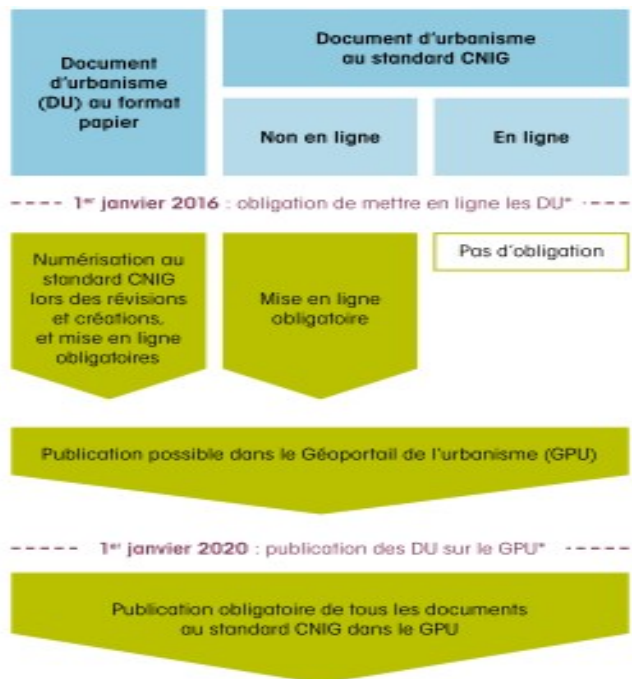 Document
d'urbanisme
(DU) au format
papier
Document d'urbanisme
au standard CNIG
Non en ligne
En ligne
1er janvier 2016 : obligation de mettre en ligne les DU*
Numérisation au
standard CNIG
lors des révisions
et créations,
et mise en ligne
obligatoires
Mise en ligne
obligatoire
Pas d'obligation
Publication possible dans le Géoportail de l'urbanisme (GPU)
1er janvier 2020 : publication des DU sur le GPU*
Publication obligatoire de tous les documents
au standard CNIG dans le GPU